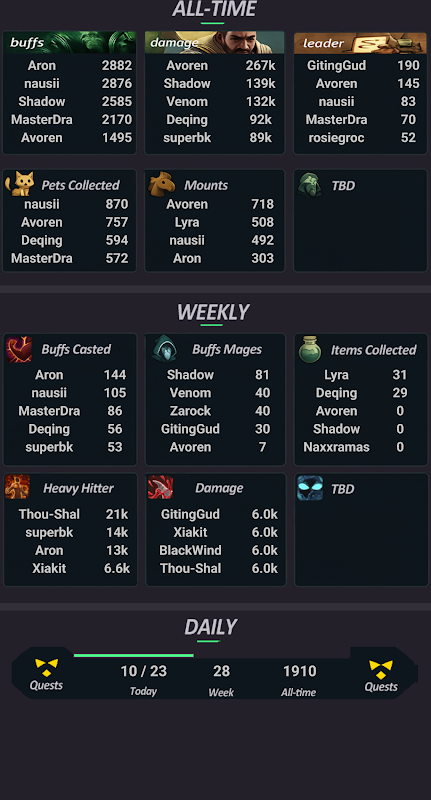 ALL-TIME
buffs damage leader
Aron 2882 Avoren 267k GitingGud 190
nausii 2876 Shadow 139k Avoren 145
Shadow 2585 Venom 132k nausii 83
MasterDra 2170 Deqing 92k MasterDra 70
Avoren 1495 superbk 89k rosiegroc 52
Pets Collected Mounts TBD
nausii 870 Avoren 718
Avoren 757 Lyra 508
Deqing 594 nausii 492
MasterDra 572 Aron 303
WEEKLY
Buffs Casted Buffs Mages Items Collected
Aron 144 Shadow 81 Lyra 31
nausii 105 Venom 40 Deqing 29
MasterDra 86 Zarock 40 Avoren 0
Deqing 56 GitingGud 30 Shadow 0
superbk 53 Avoren 7 Naxxramas 0
Heavy Hitter Damage TBD
Thou-Shal 21k GitingGud 6.0k
superbk 14k Xiakit 6.0k
Aron 13k BlackWind 6.0k
Xiakit 6.6k Thou-Shal 6.0k
DAILY
10 / 23 28 1910
Quests Today Week All-time Quests